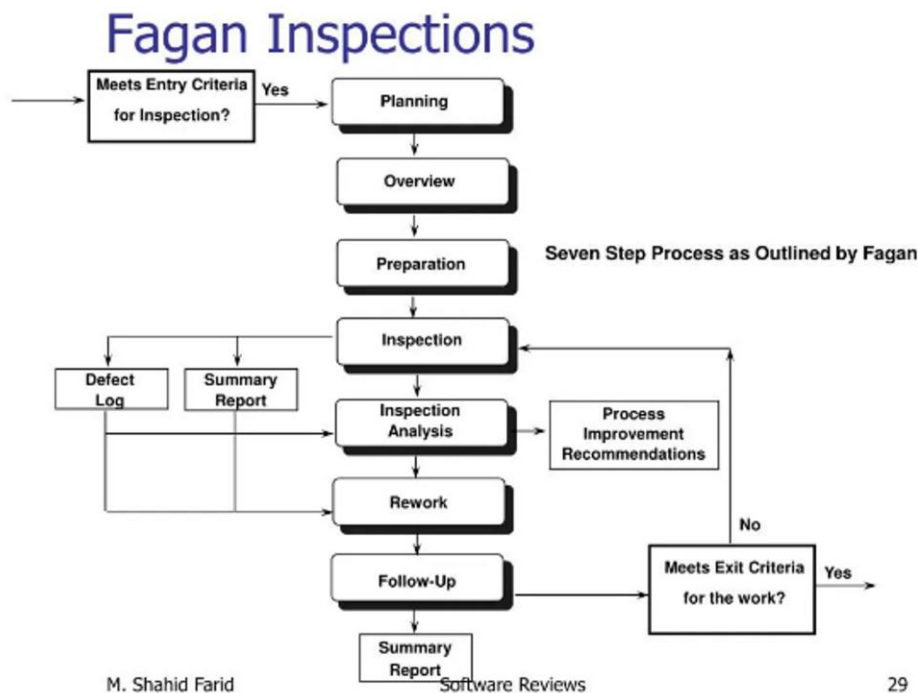 Fagan Inspections
Meets Entry Criteria
for Inspection?
Yes
Planning
Overview
Preparation
Seven Step Process as Outlined by Fagan
Inspection
Defect
Log
Summary
Report
Inspection
Analysis
Process
Improvement
Recommendations
Rework
No
Follow-Up
Meets Exit Criteria
for the work?
Yes
Summary
Report
M. Shahid Farid
Software Reviews
29